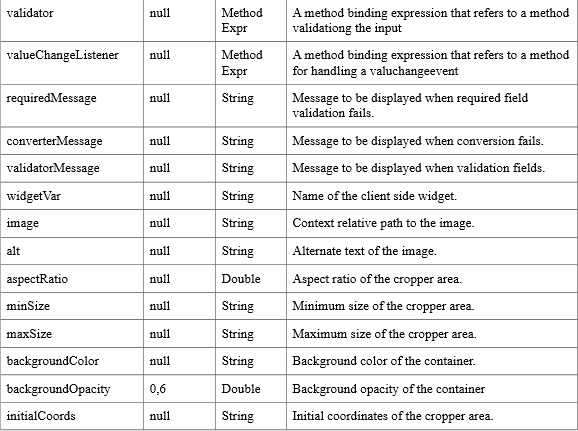 validator null Method A method binding expression that refers to a method
Expr validationg the input
valueChangeListener null Method A method binding expression that refers to a method
Expr for handling a valuchangeevent
requiredMessage null String Message to be displayed when required field
validation fails.
converterMessage null String Message to be displayed when conversion fails.
validatorMessage null String Message to be displayed when validation fields.
widgetVar null String Name of the client side widget.
image null String Context relative path to the image.
alt null String Alternate text of the image.
aspectRatio null Double Aspect ratio of the cropper area.
minSize null String Minimum size of the cropper area.
maxSize null String Maximum size of the cropper area.
backgroundColor null String Background color of the container.
backgroundOpacity 0,6 Double Background opacity of the container
initialCoords null String Initial coordinates of the cropper area.